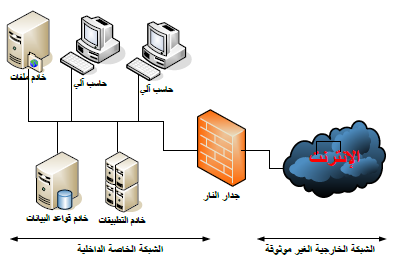 خادم ملفات
حاسب آلي
حاسب آلي
الإنترنت
جدار النار
خادم قواعد البيانات
خادم التطبيقات
الشبكة الخاصة الداخلية
الشبكة الخارجية الغير موثوقة